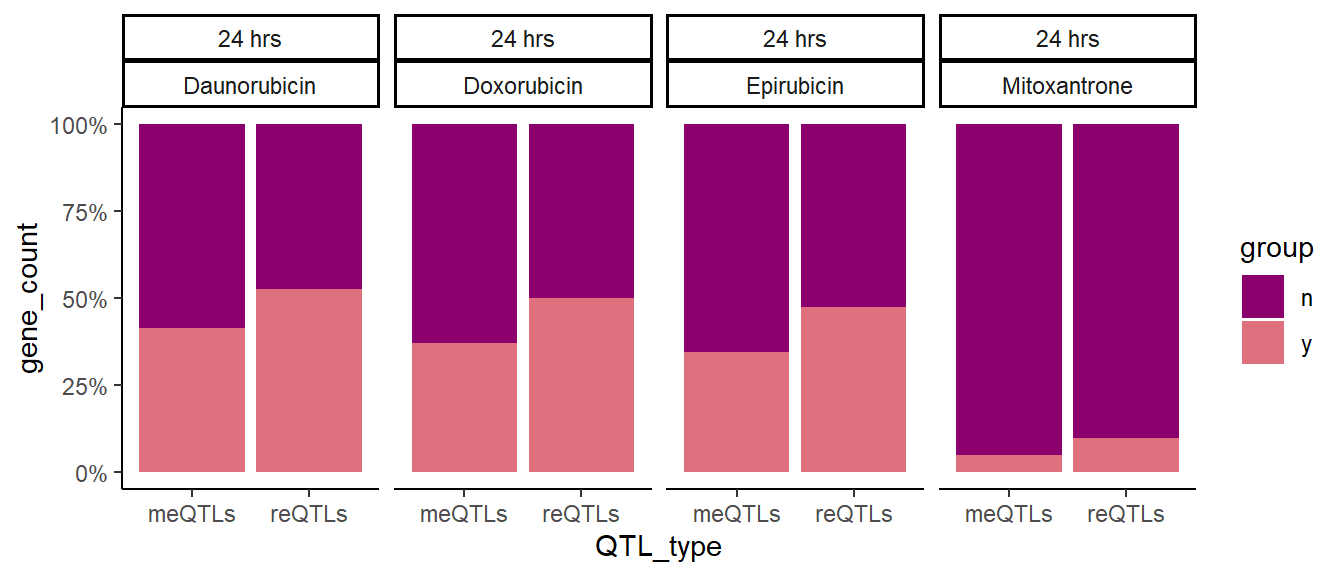 24 hrs 24 hrs 24 hrs 24 hrs
Daunorubicin Doxorubicin Epirubicin Mitoxantrone
100%
75%
50%
25%
0%
gene_count
meQTLs reQTLs meQTLs reQTLs meQTLs reQTLs meQTLs reQTLs
QTL_type
group
n
y